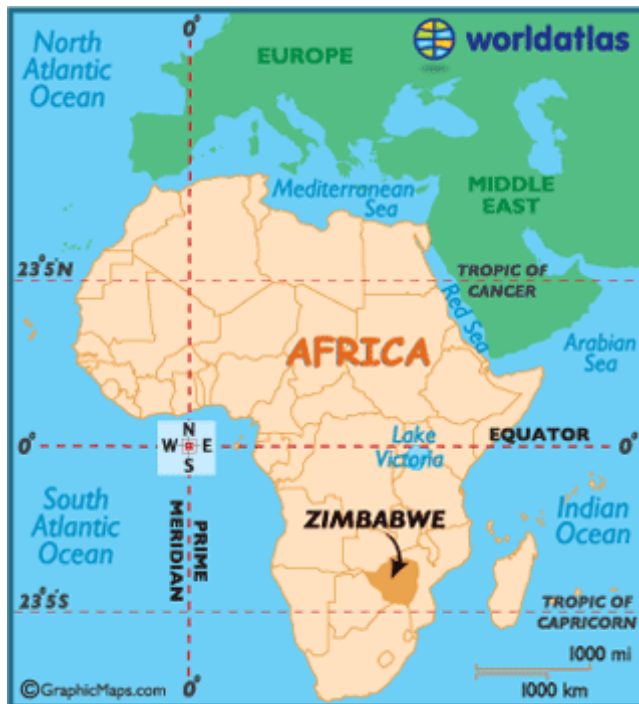 0°
North
Atlantic
Ocean
EUROPE
worldatlas
Mediterranean
Sea
MIDDLE
EAST
23°5'N
TROPIC OF
CANCER
Red Sea
AFRICA
Arabian
Sea
0°
N
W E
S
Lake
Victoria
EQUATOR
0°
South
Atlantic
Ocean
PRIME
MERIDIAN
ZIMBABWE
Indian
Ocean
23°5'S
TROPIC OF
CAPRICORN
1000 mi
1000 km
©GraphicMaps.com
0°